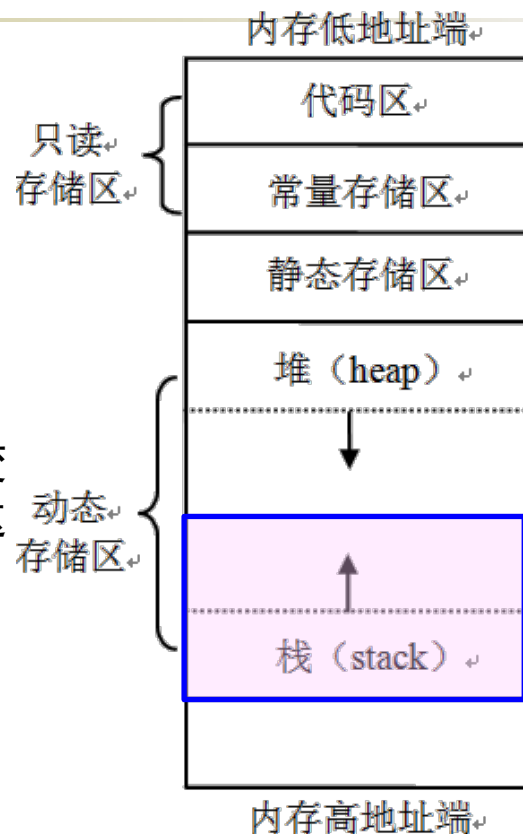 内存低地址端
代码区
只读
存储区
常量存储区
静态存储区
堆（heap）
动态
存储区
栈（stack）
内存高地址端